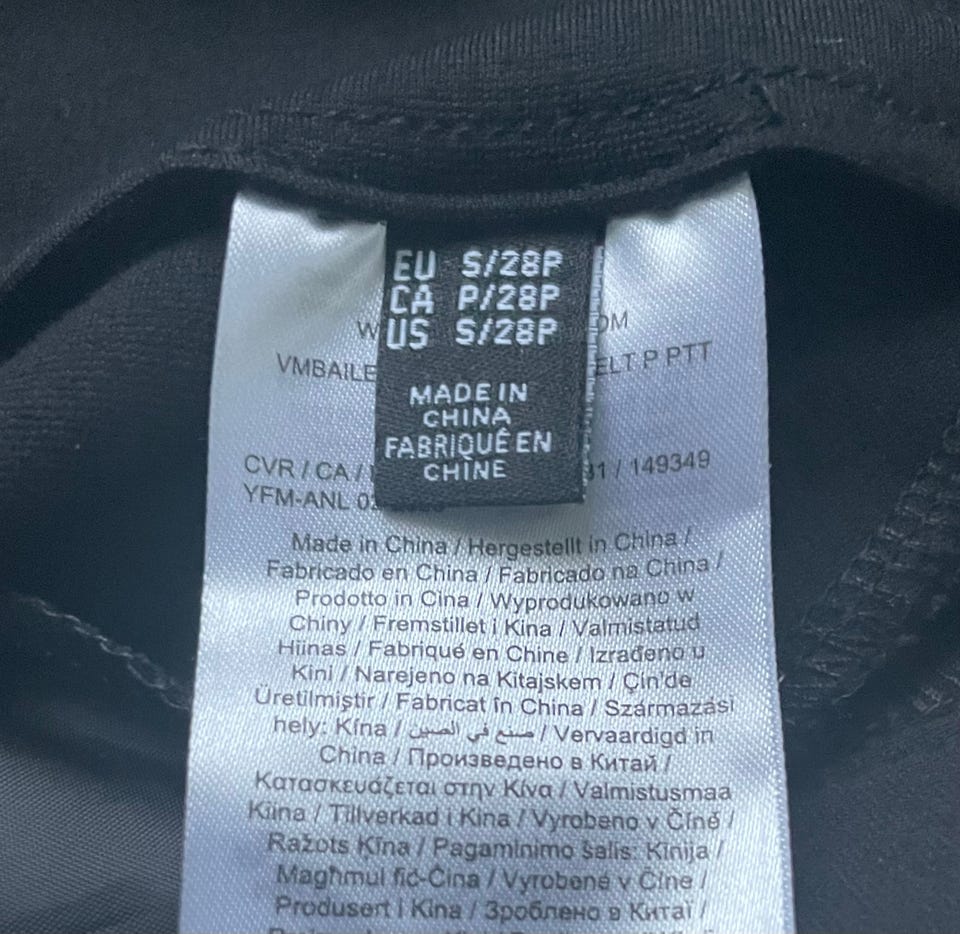 EU S/28P
CA P/28P
US S/28P
MADE IN
CHINA
FABRIQUÉ EN
CHINE
VMBAILE ELT P PTT
CVR / CA / 31 / 149349
YFM-ANL
Made in China / Hergestellt in China /
Fabricado en China / Fabricado na China /
Prodotto in Cina / Wyprodukowano w
Chiny / Fremstillet i Kina / Valmistatud
Hiinas / Fabriqué en Chine / Izrađeno u
Kini / Narejeno na Kitajskem / Çin'de
Üretilmiştir / Fabricat în China / Származási
hely: Kína / صنع في الصين / Vervaardigd in
China / Произведено в Китай /
Κατασκευάζεται στην Κίνα / Valmistusmaa
Kiina / Tillverkad i Kina / Vyrobeno v Číně /
Ražots Ķīna / Pagaminimo šalis: Kinija /
Magħmul fiċ-Ċina / Vyrobené v Číne /
Produsert i Kina / Зроблено в Китаї /